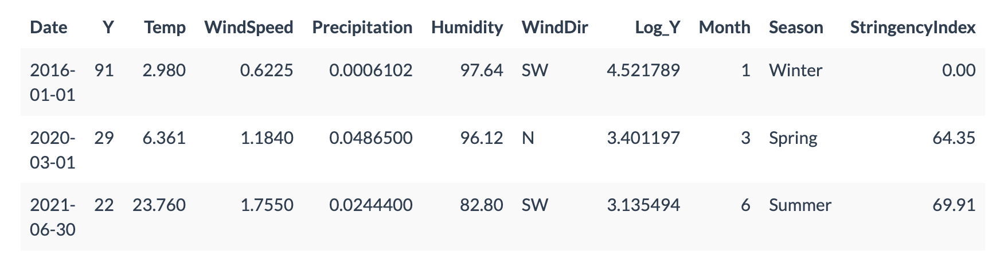 Date Y Temp WindSpeed Precipitation Humidity WindDir Log_Y Month Season StringencyIndex
2016- 91 2.980 0.6225 0.0006102 97.64 SW 4.521789 1 Winter 0.00
01-01
2020- 29 6.361 1.1840 0.0486500 96.12 N 3.401197 3 Spring 64.35
03-01
2021- 22 23.760 1.7550 0.0244400 82.80 SW 3.135494 6 Summer 69.91
06-30